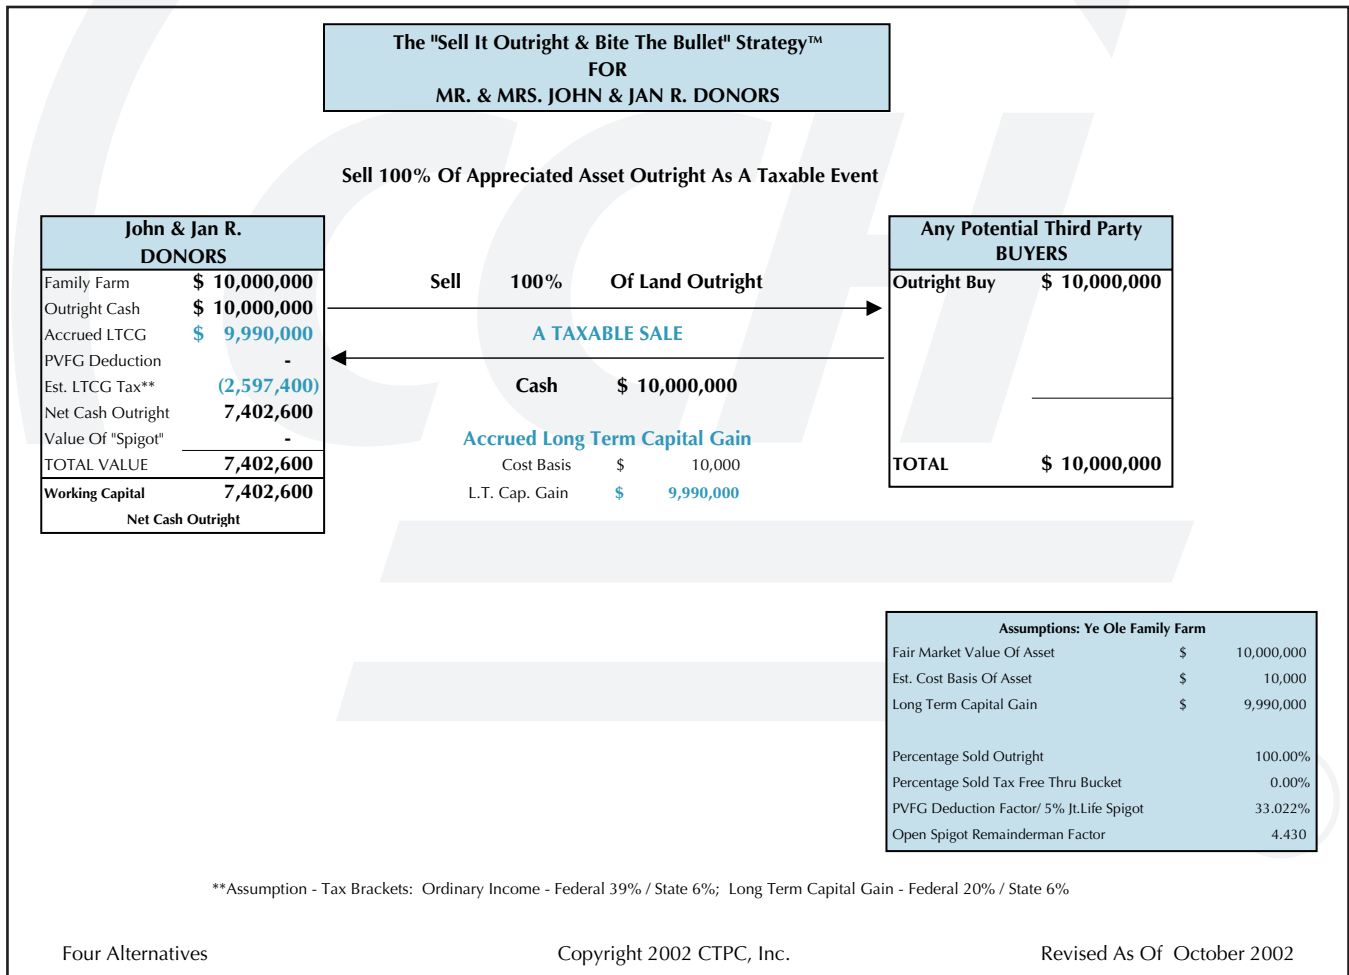 The "Sell It Outright & Bite The Bullet" Strategy™
FOR
MR. & MRS. JOHN & JAN R. DONORS
Sell 100% Of Appreciated Asset Outright As A Taxable Event
John & Jan R.
DONORS
Family Farm $ 10,000,000
Outright Cash $ 10,000,000
Accrued LTCG $ 9,990,000
PVFG Deduction -
Est. LTCG Tax** (2,597,400)
Net Cash Outright 7,402,600
Value Of "Spigot" -
TOTAL VALUE 7,402,600
Working Capital 7,402,600
Net Cash Outright
Sell 100% Of Land Outright
A TAXABLE SALE
Cash $ 10,000,000
Accrued Long Term Capital Gain
Cost Basis $ 10,000
L.T. Cap. Gain $ 9,990,000
Any Potential Third Party
BUYERS
Outright Buy $ 10,000,000
TOTAL $ 10,000,000
Assumptions: Ye Ole Family Farm
Fair Market Value Of Asset $ 10,000,000
Est. Cost Basis Of Asset $ 10,000
Long Term Capital Gain $ 9,990,000
Percentage Sold Outright 100.00%
Percentage Sold Tax Free Thru Bucket 0.00%
PVFG Deduction Factor/ 5% Jt.Life Spigot 33.022%
Open Spigot Remainderman Factor 4.430
**Assumption - Tax Brackets: Ordinary Income - Federal 39% / State 6%; Long Term Capital Gain - Federal 20% / State 6%
Four Alternatives
Copyright 2002 CTPC, Inc.
Revised As Of October 2002
CCH